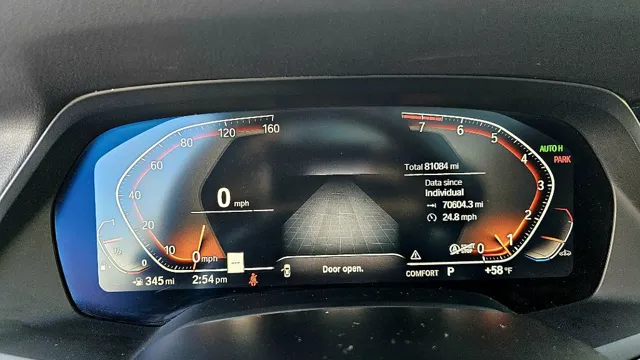 160
120
80
60
40
20
10
0
0 mph
0 mph
7
6
5
4
3
2
1
0
Total 81084 mi
Data since
Individual
70604.3 mi
24.8 mph
AUTO H
PARK
345 mi
2:54 pm
Door open.
COMFORT P
+58°F